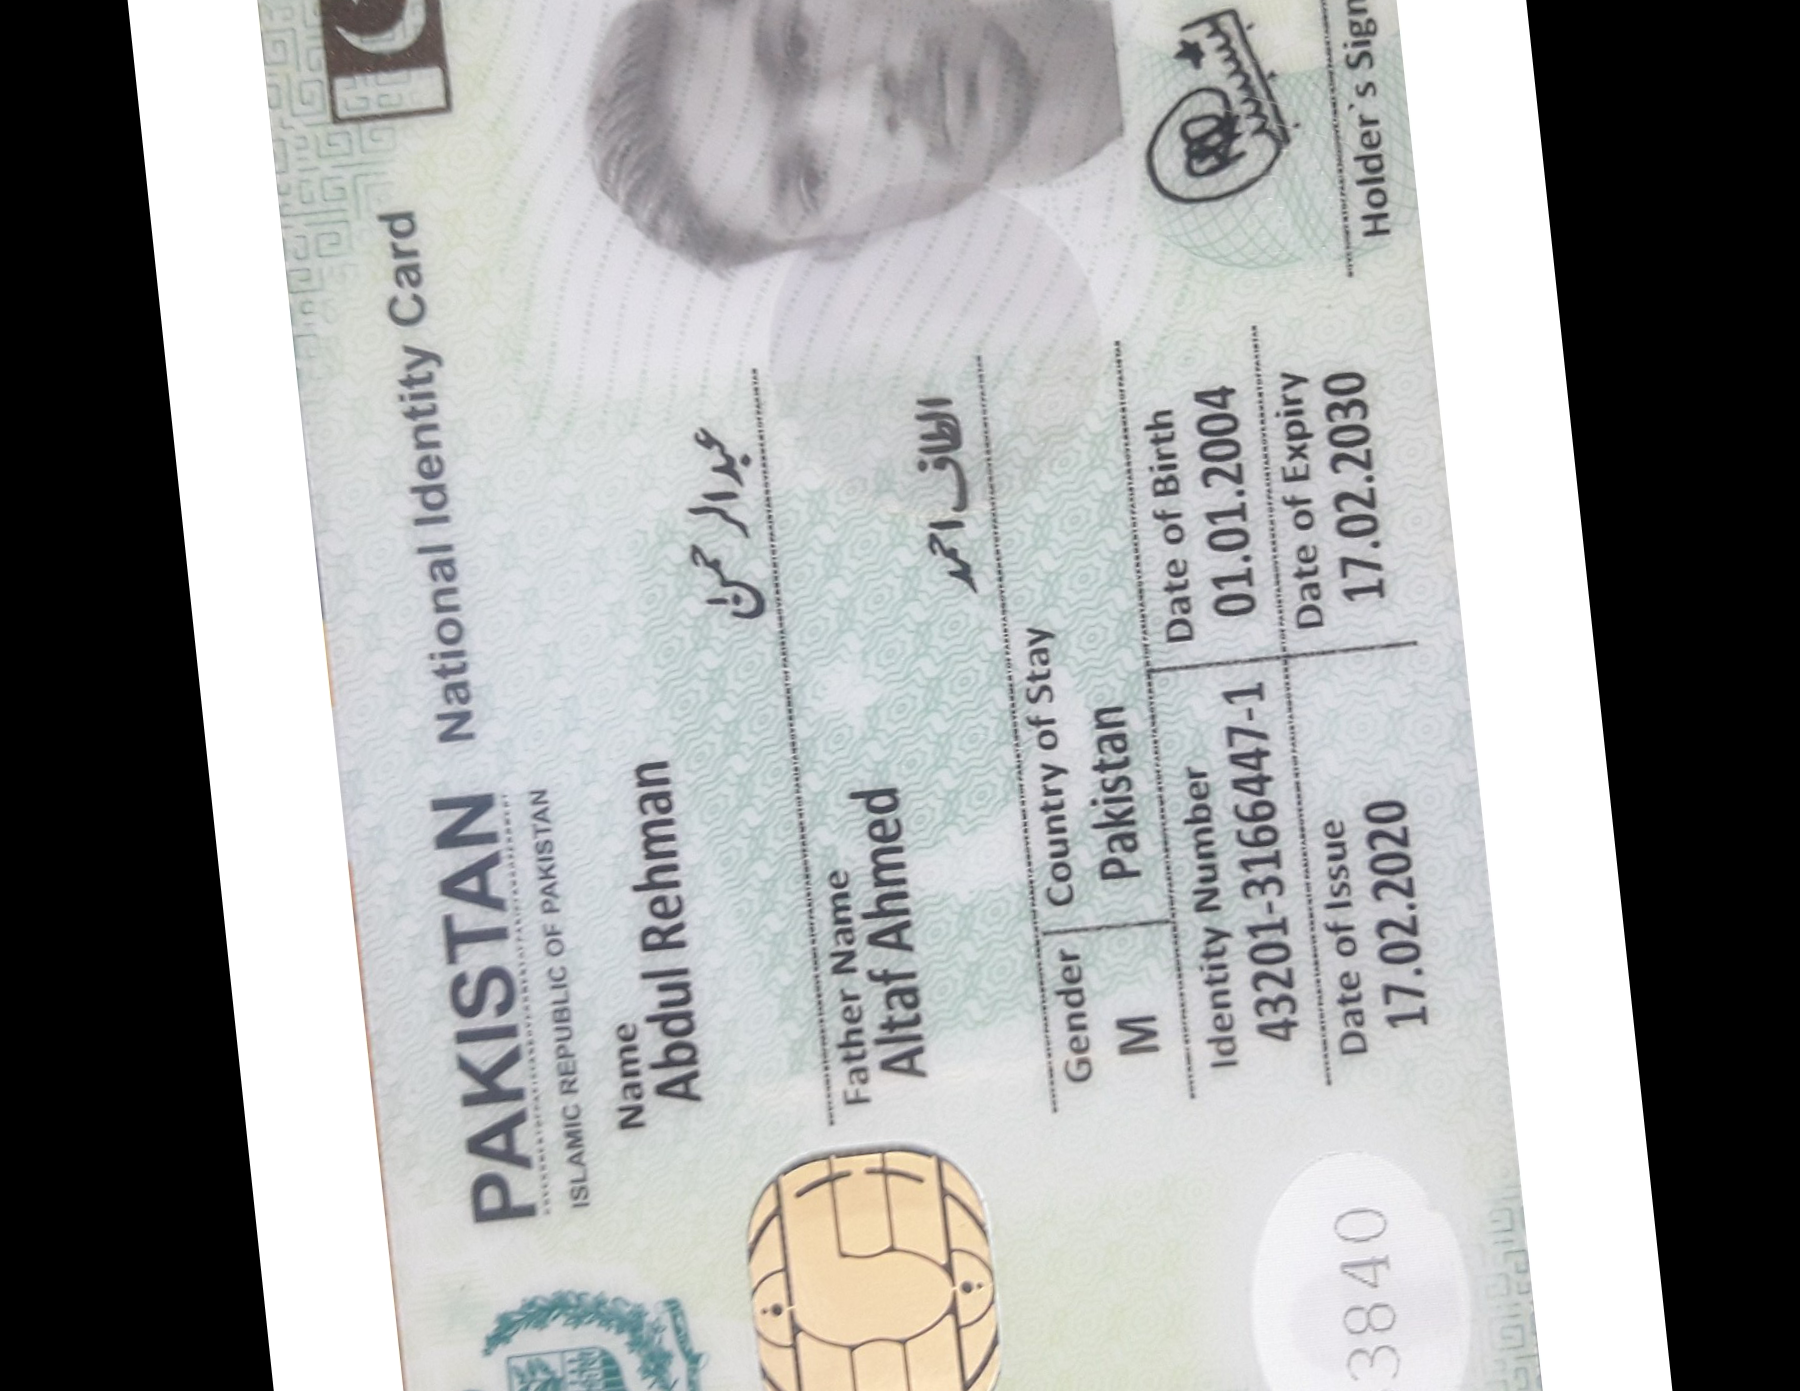 PAKISTAN National Identity Card
ISLAMIC REPUBLIC OF PAKISTAN
Name
Abdul Rehman
عبدالرحمن
Father Name
Altaf Ahmed
الطاف احمد
Gender Country of Stay
M Pakistan
Identity Number Date of Birth
43201-3166447-1 01.01.2004
Date of Issue Date of Expiry
17.02.2020 17.02.2030
Holder`s Sign
3840